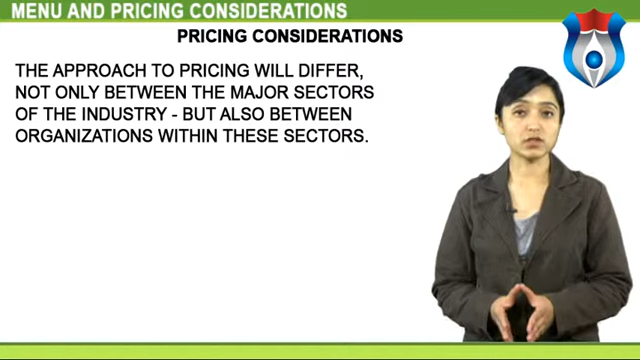 MENU AND PRICING CONSIDERATIONS
PRICING CONSIDERATIONS
THE APPROACH TO PRICING WILL DIFFER,
NOT ONLY BETWEEN THE MAJOR SECTORS
OF THE INDUSTRY - BUT ALSO BETWEEN
ORGANIZATIONS WITHIN THESE SECTORS.